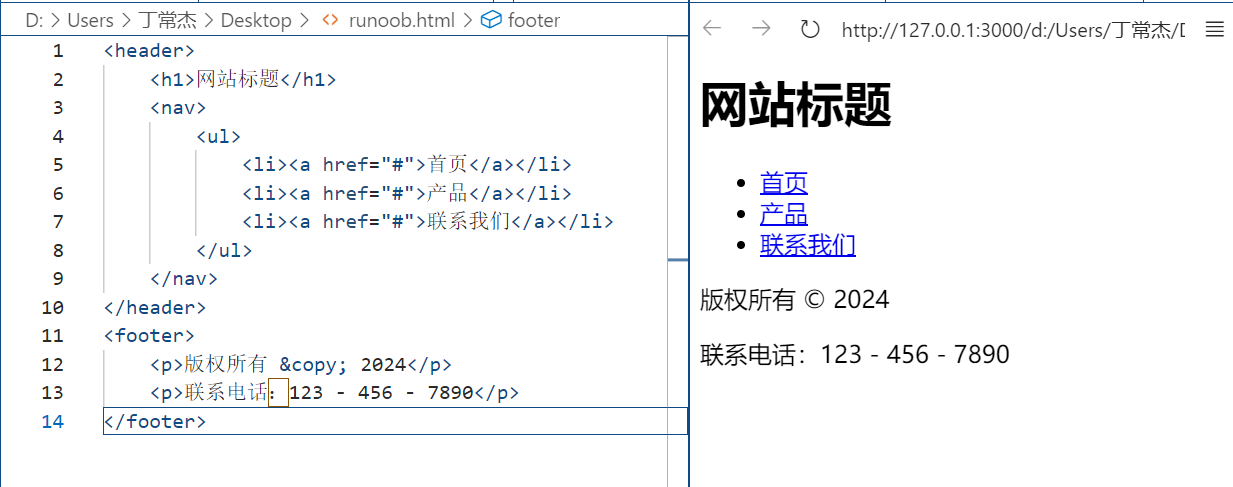 D: > Users > 丁常杰 > Desktop > <> runoob.html > footer
1 <header>
2 <h1>网站标题</h1>
3 <nav>
4 <ul>
5 <li><a href="#">首页</a></li>
6 <li><a href="#">产品</a></li>
7 <li><a href="#">联系我们</a></li>
8 </ul>
9 </nav>
10 </header>
11 <footer>
12 <p>版权所有 &copy; 2024</p>
13 <p>联系电话：123 - 456 - 7890</p>
14 </footer>
http://127.0.0.1:3000/d:/Users/丁常杰/D
网站标题
• 首页
• 产品
• 联系我们
版权所有 © 2024
联系电话：123 - 456 - 7890